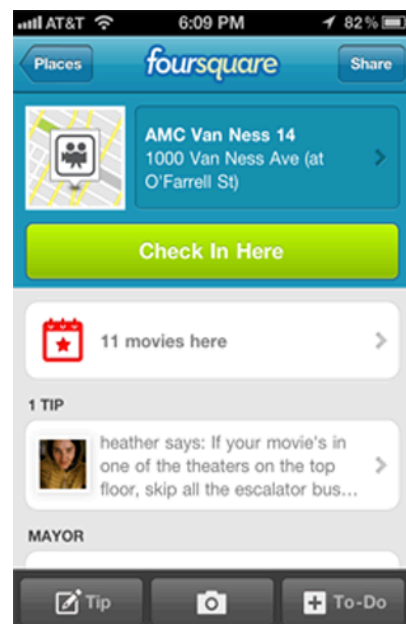 AT&T 6:09 PM 82%
Places foursquare Share
AMC Van Ness 14
1000 Van Ness Ave (at
O'Farrell St)
Check In Here
11 movies here
1 TIP
heather says: If your movie's in
one of the theaters on the top
floor, skip all the escalator bus...
MAYOR
Tip To-Do